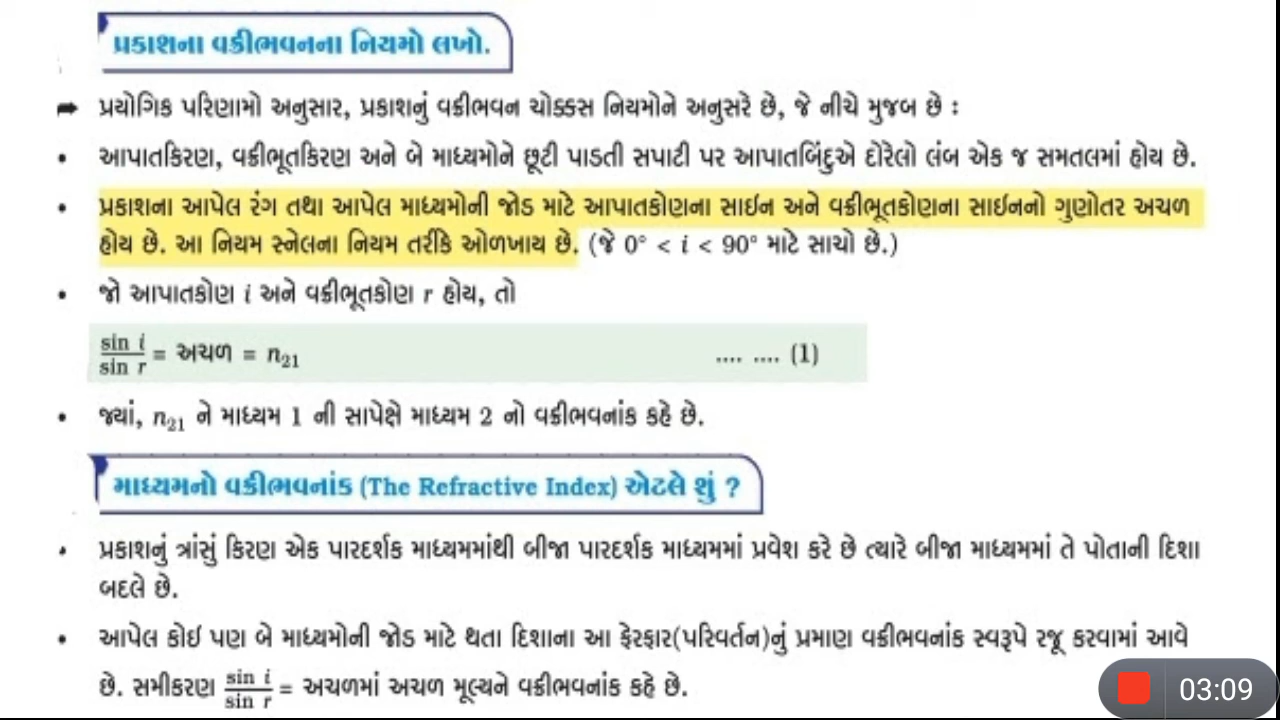 પ્રકાશના વક્રીભવનના નિયમો લખો.
➡ પ્રયોગિક પરિણામો અનુસાર, પ્રકાશનું વક્રીભવન ચોક્કસ નિયમોને અનુસરે છે, જે નીચે મુજબ છે :
• આપાતકિરણ, વક્રીભૂતકિરણ અને બે માધ્યમોને છૂટી પાડતી સપાટી પર આપાતબિંદુએ દોરેલો લંબ એક જ સમતલમાં હોય છે.
• પ્રકાશના આપેલ રંગ તથા આપેલ માધ્યમોની જોડ માટે આપાતકોણના સાઈન અને વક્રીભૂતકોણના સાઈનનો ગુણોતર અચળ
હોય છે. આ નિયમ સ્નેલના નિયમ તરીકે ઓળખાય છે. (જે 0° < i < 90° માટે સાચો છે.)
• જો આપાતકોણ i અને વક્રીભૂતકોણ r હોય, તો
sin i / sin r = અચળ = n₂₁ .... .... (1)
• જ્યાં, n₂₁ ને માધ્યમ 1 ની સાપેક્ષે માધ્યમ 2 નો વક્રીભવનાંક કહે છે.
માધ્યમનો વક્રીભવનાંક (The Refractive Index) એટલે શું ?
• પ્રકાશનું ત્રાંસું કિરણ એક પારદર્શક માધ્યમમાંથી બીજા પારદર્શક માધ્યમમાં પ્રવેશ કરે છે ત્યારે બીજા માધ્યમમાં તે પોતાની દિશા
બદલે છે.
• આપેલ કોઈ પણ બે માધ્યમોની જોડ માટે થતા દિશાના આ ફેરફાર(પરિવર્તન)નું પ્રમાણ વક્રીભવનાંક સ્વરૂપે રજૂ કરવામાં આવે
છે. સમીકરણ sin i / sin r = અચળમાં અચળ મૂલ્યને વક્રીભવનાંક કહે છે.
03:09